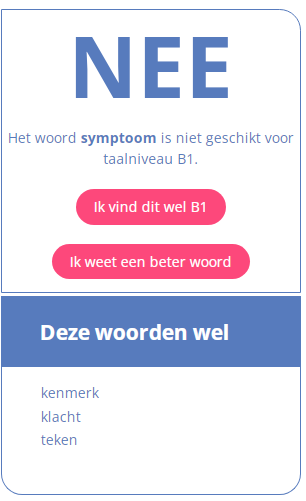 NEE
Het woord symptoom is niet geschikt voor
taalniveau B1.
Ik vind dit wel B1
Ik weet een beter woord
Deze woorden wel
kenmerk
klacht
teken